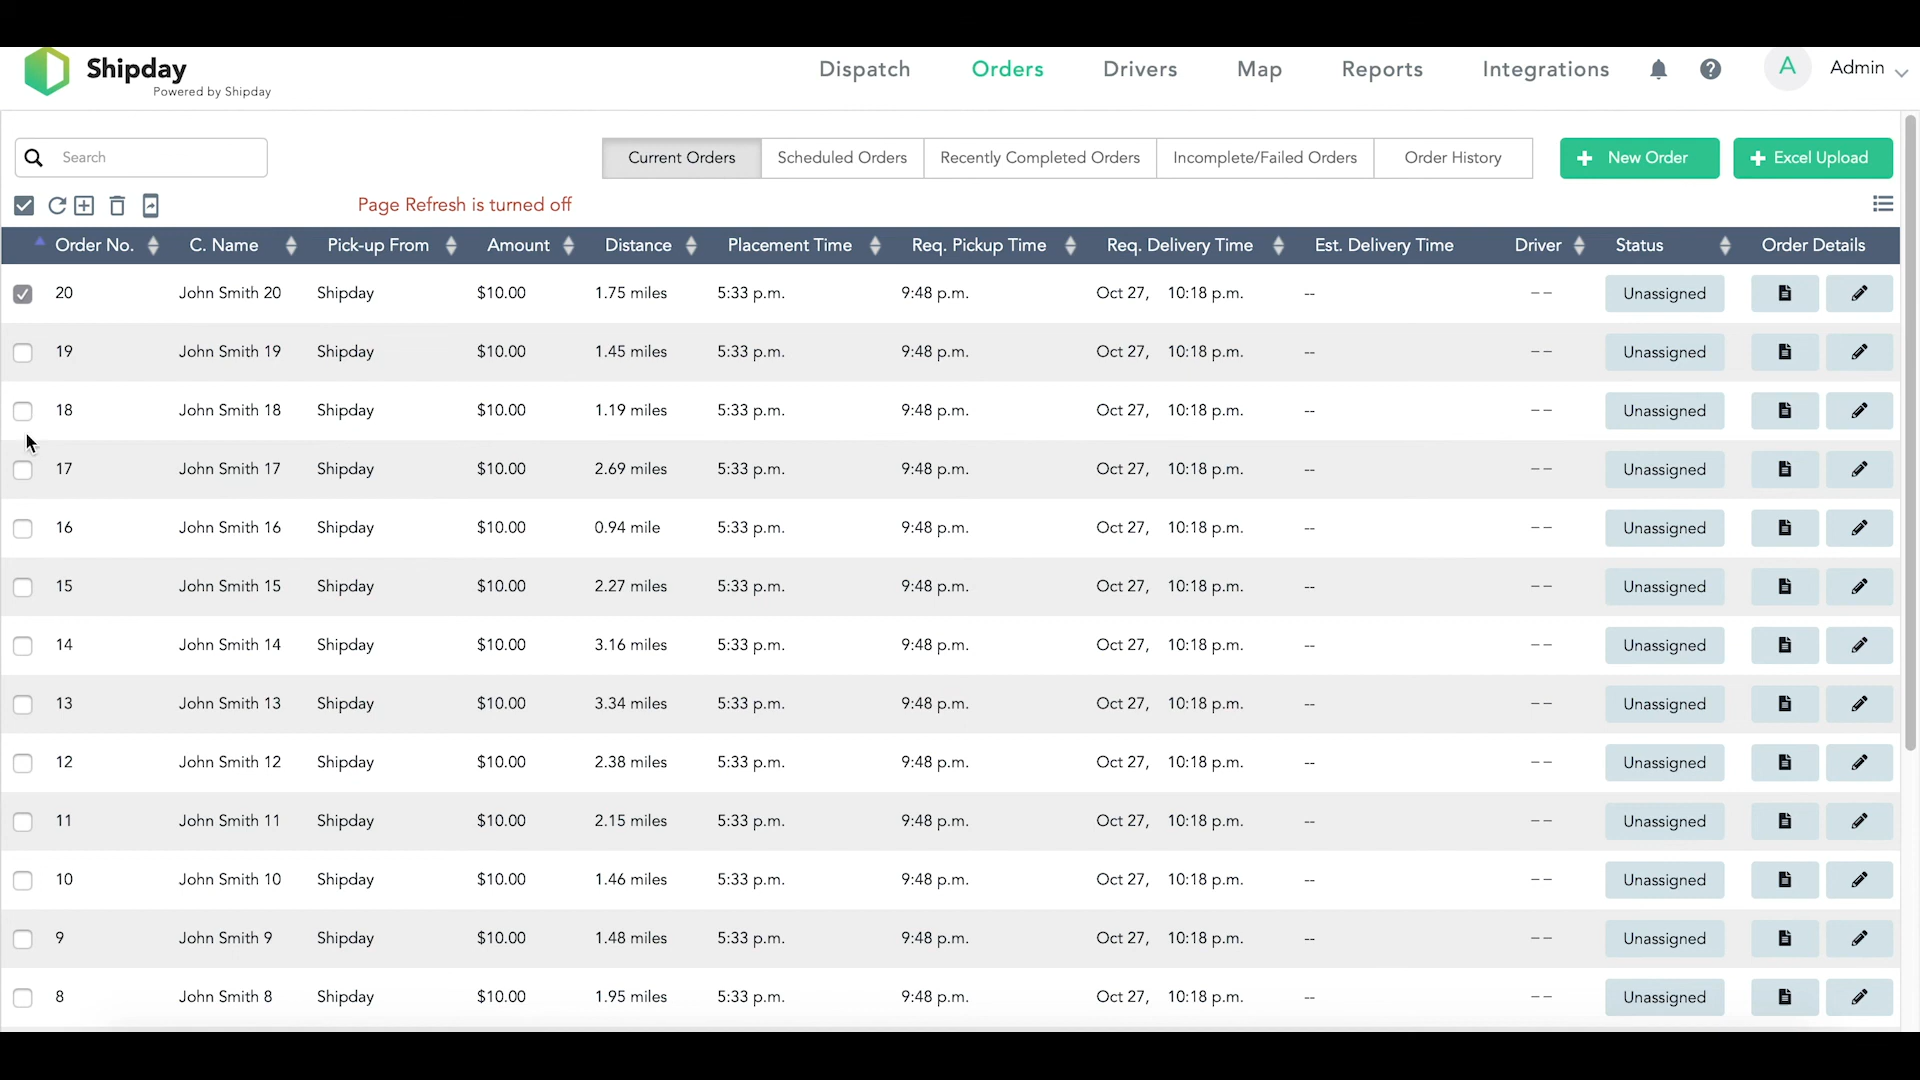 Shipday
Powered by Shipday
Dispatch Orders Drivers Map Reports Integrations A Admin
Search
Current Orders Scheduled Orders Recently Completed Orders Incomplete/Failed Orders Order History New Order Excel Upload
Page Refresh is turned off
Order No. C. Name Pick-up From Amount Distance Placement Time Req. Pickup Time Req. Delivery Time Est. Delivery Time Driver Status Order Details
20 John Smith 20 Shipday $10.00 1.75 miles 5:33 p.m. 9:48 p.m. Oct 27, 10:18 p.m. -- -- Unassigned
19 John Smith 19 Shipday $10.00 1.45 miles 5:33 p.m. 9:48 p.m. Oct 27, 10:18 p.m. -- -- Unassigned
18 John Smith 18 Shipday $10.00 1.19 miles 5:33 p.m. 9:48 p.m. Oct 27, 10:18 p.m. -- -- Unassigned
17 John Smith 17 Shipday $10.00 2.69 miles 5:33 p.m. 9:48 p.m. Oct 27, 10:18 p.m. -- -- Unassigned
16 John Smith 16 Shipday $10.00 0.94 mile 5:33 p.m. 9:48 p.m. Oct 27, 10:18 p.m. -- -- Unassigned
15 John Smith 15 Shipday $10.00 2.27 miles 5:33 p.m. 9:48 p.m. Oct 27, 10:18 p.m. -- -- Unassigned
14 John Smith 14 Shipday $10.00 3.16 miles 5:33 p.m. 9:48 p.m. Oct 27, 10:18 p.m. -- -- Unassigned
13 John Smith 13 Shipday $10.00 3.34 miles 5:33 p.m. 9:48 p.m. Oct 27, 10:18 p.m. -- -- Unassigned
12 John Smith 12 Shipday $10.00 2.38 miles 5:33 p.m. 9:48 p.m. Oct 27, 10:18 p.m. -- -- Unassigned
11 John Smith 11 Shipday $10.00 2.15 miles 5:33 p.m. 9:48 p.m. Oct 27, 10:18 p.m. -- -- Unassigned
10 John Smith 10 Shipday $10.00 1.46 miles 5:33 p.m. 9:48 p.m. Oct 27, 10:18 p.m. -- -- Unassigned
9 John Smith 9 Shipday $10.00 1.48 miles 5:33 p.m. 9:48 p.m. Oct 27, 10:18 p.m. -- -- Unassigned
8 John Smith 8 Shipday $10.00 1.95 miles 5:33 p.m. 9:48 p.m. Oct 27, 10:18 p.m. -- -- Unassigned